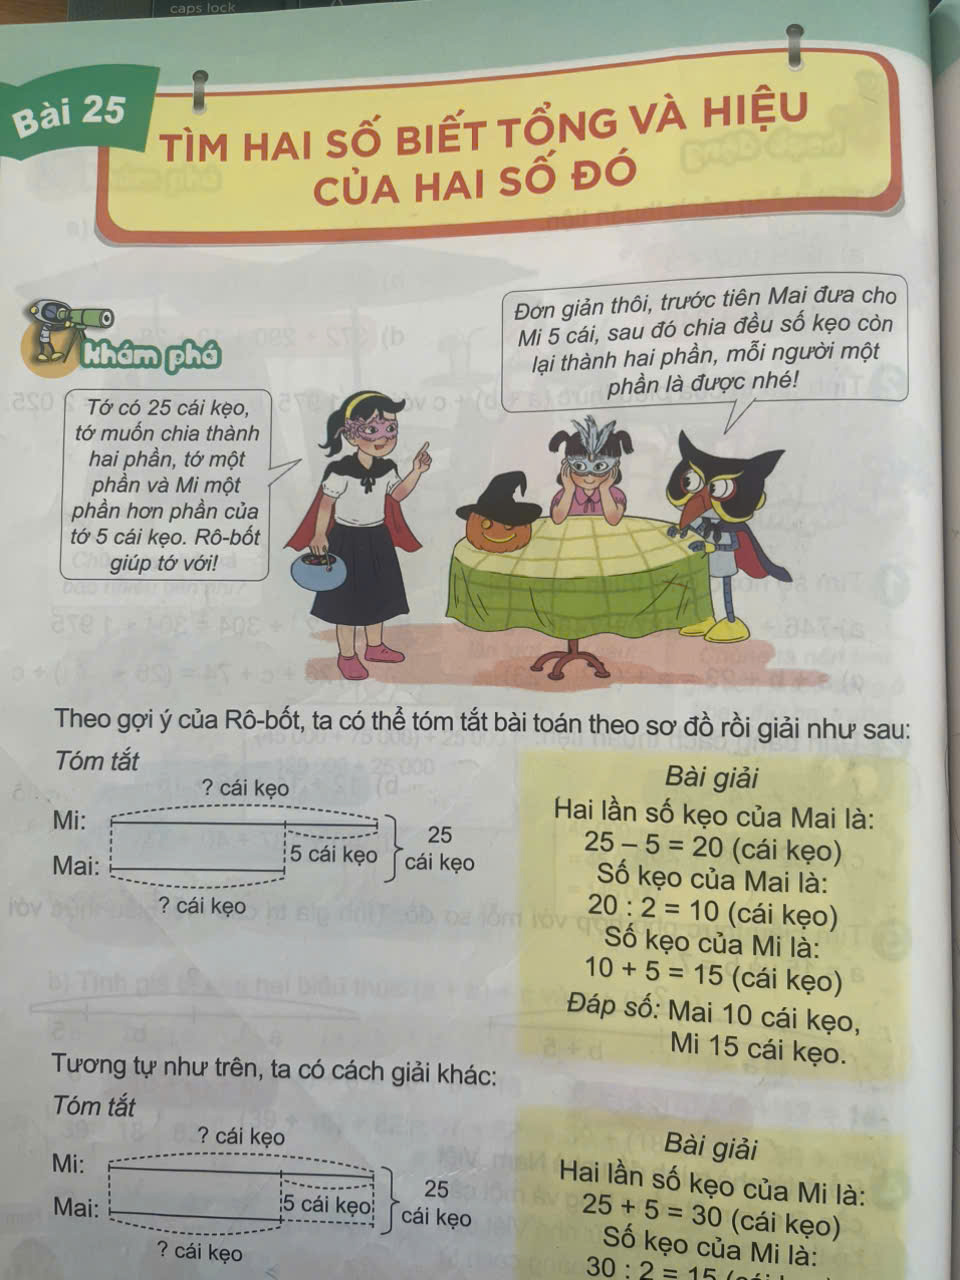 caps lock
Bài 25
TÌM HAI SỐ BIẾT TỔNG VÀ HIỆU
CỦA HAI SỐ ĐÓ
khám phá
Đơn giản thôi, trước tiên Mai đưa cho
Mi 5 cái, sau đó chia đều số kẹo còn
lại thành hai phần, mỗi người một
phần là được nhé!
Tớ có 25 cái kẹo,
tớ muốn chia thành
hai phần, tớ một
phần và Mi một
phần hơn phần của
tớ 5 cái kẹo. Rô-bốt
giúp tớ với!
Theo gợi ý của Rô-bốt, ta có thể tóm tắt bài toán theo sơ đồ rồi giải như sau:
Tóm tắt
? cái kẹo
Mi:
25
5 cái kẹo
cái kẹo
Mai:
? cái kẹo
Bài giải
Hai lần số kẹo của Mai là:
25 – 5 = 20 (cái kẹo)
Số kẹo của Mai là:
20 : 2 = 10 (cái kẹo)
Số kẹo của Mi là:
10 + 5 = 15 (cái kẹo)
Đáp số: Mai 10 cái kẹo,
Mi 15 cái kẹo.
Tương tự như trên, ta có cách giải khác:
Tóm tắt
? cái kẹo
Mi:
25
5 cái kẹo
cái kẹo
Mai:
? cái kẹo
Bài giải
Hai lần số kẹo của Mi là:
25 + 5 = 30 (cái kẹo)
Số kẹo của Mi là:
30 : 2 = 15